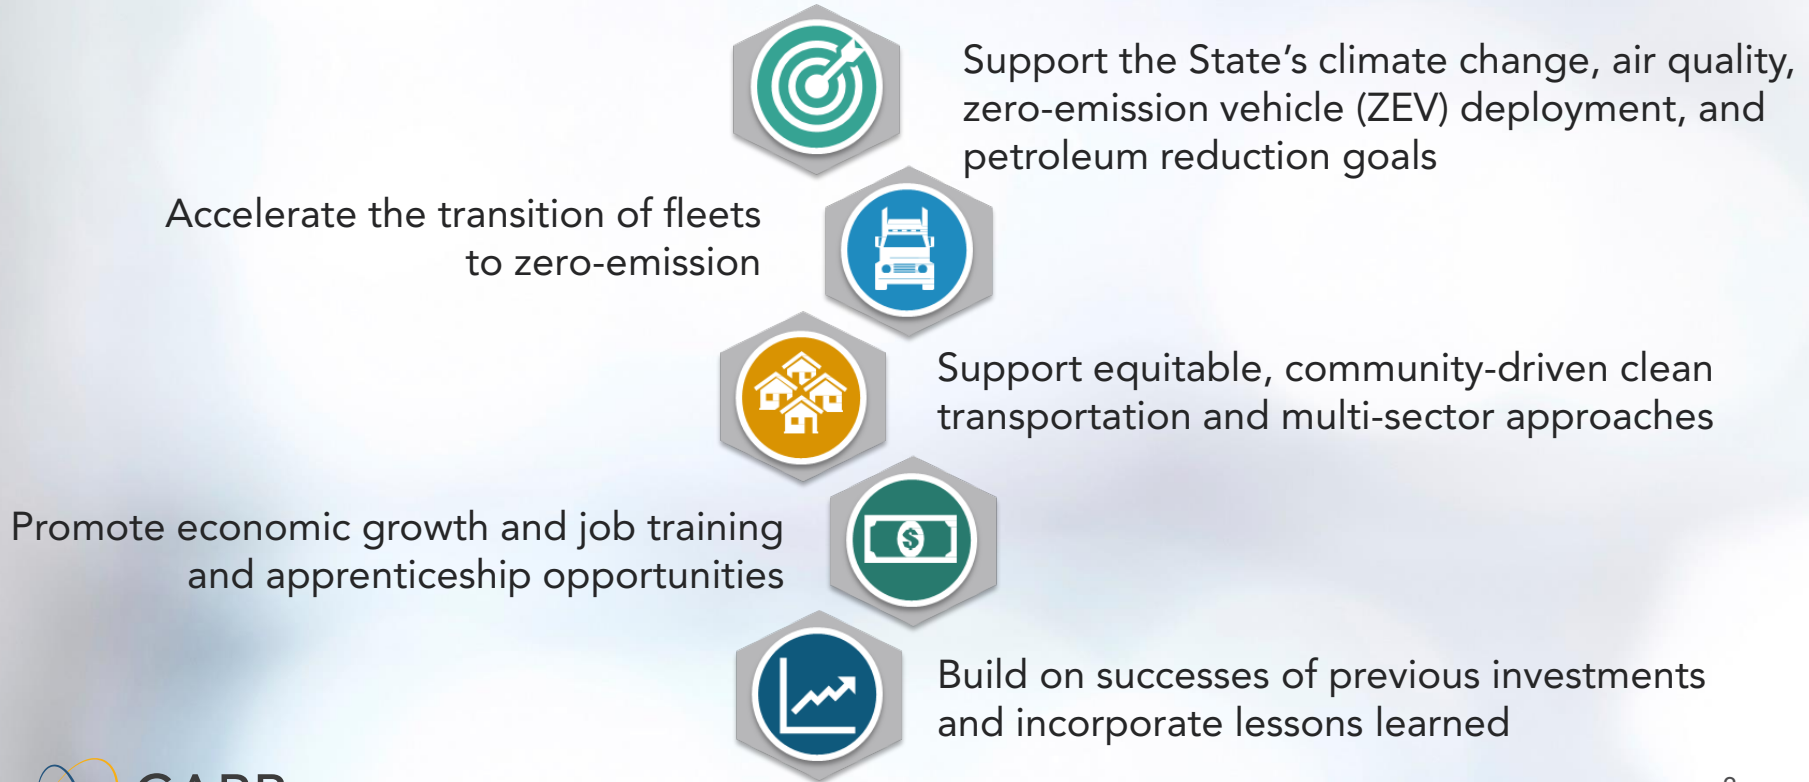 Support the State’s climate change, air quality,
zero-emission vehicle (ZEV) deployment, and
petroleum reduction goals
Accelerate the transition of fleets
to zero-emission
Support equitable, community-driven clean
transportation and multi-sector approaches
Promote economic growth and job training
and apprenticeship opportunities
$
Build on successes of previous investments
and incorporate lessons learned
CARB